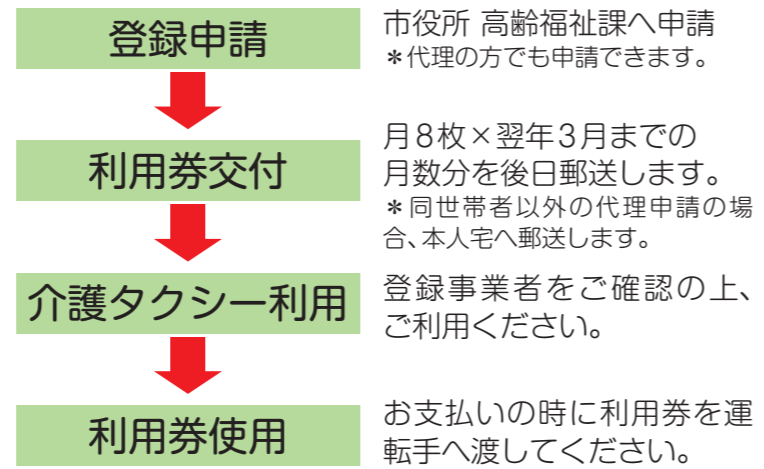 登録申請
市役所 高齢福祉課へ申請
＊代理の方でも申請できます。
利用券交付
月8枚×翌年3月までの
月数分を後日郵送します。
＊同世帯者以外の代理申請の場
合、本人宅へ郵送します。
介護タクシー利用
登録事業者をご確認の上、
ご利用ください。
利用券使用
お支払いの時に利用券を運
転手へ渡してください。